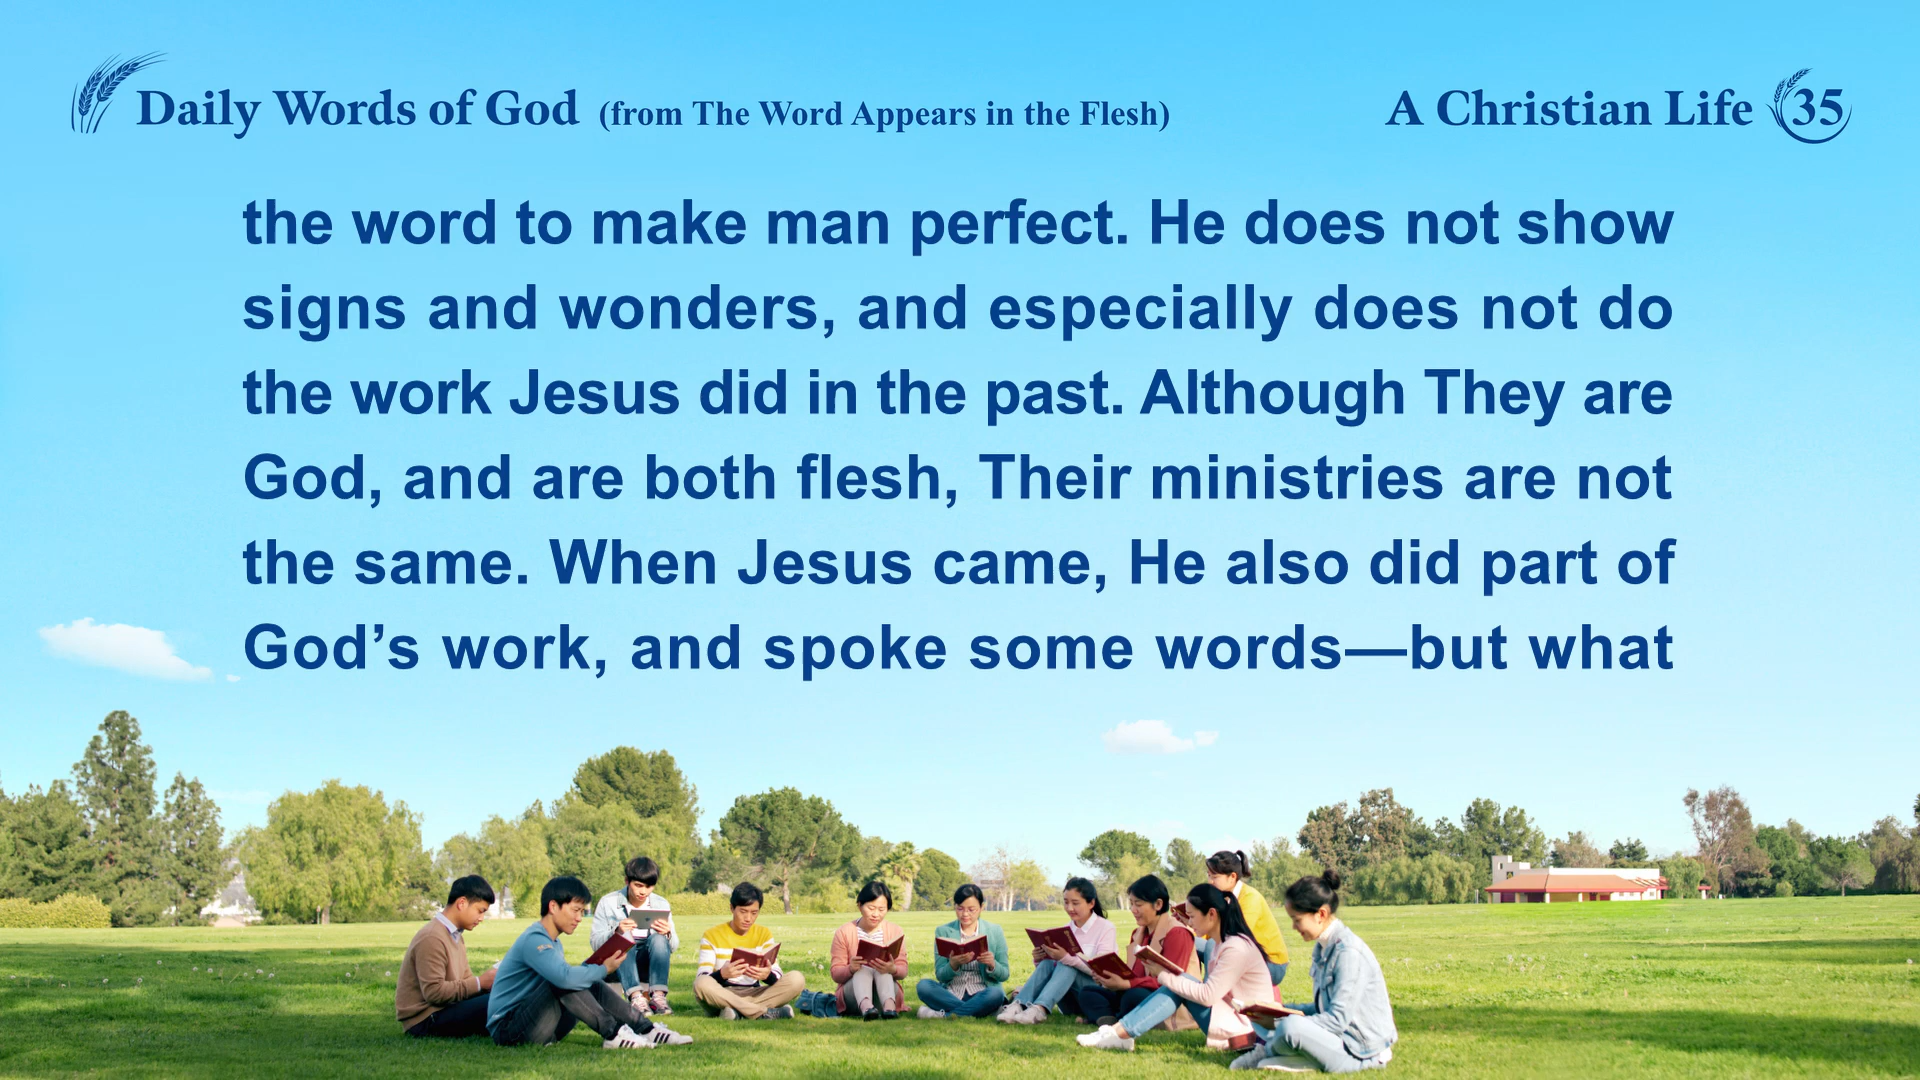 Daily Words of God (from The Word Appears in the Flesh)
A Christian Life 35
the word to make man perfect. He does not show
signs and wonders, and especially does not do
the work Jesus did in the past. Although They are
God, and are both flesh, Their ministries are not
the same. When Jesus came, He also did part of
God’s work, and spoke some words—but what